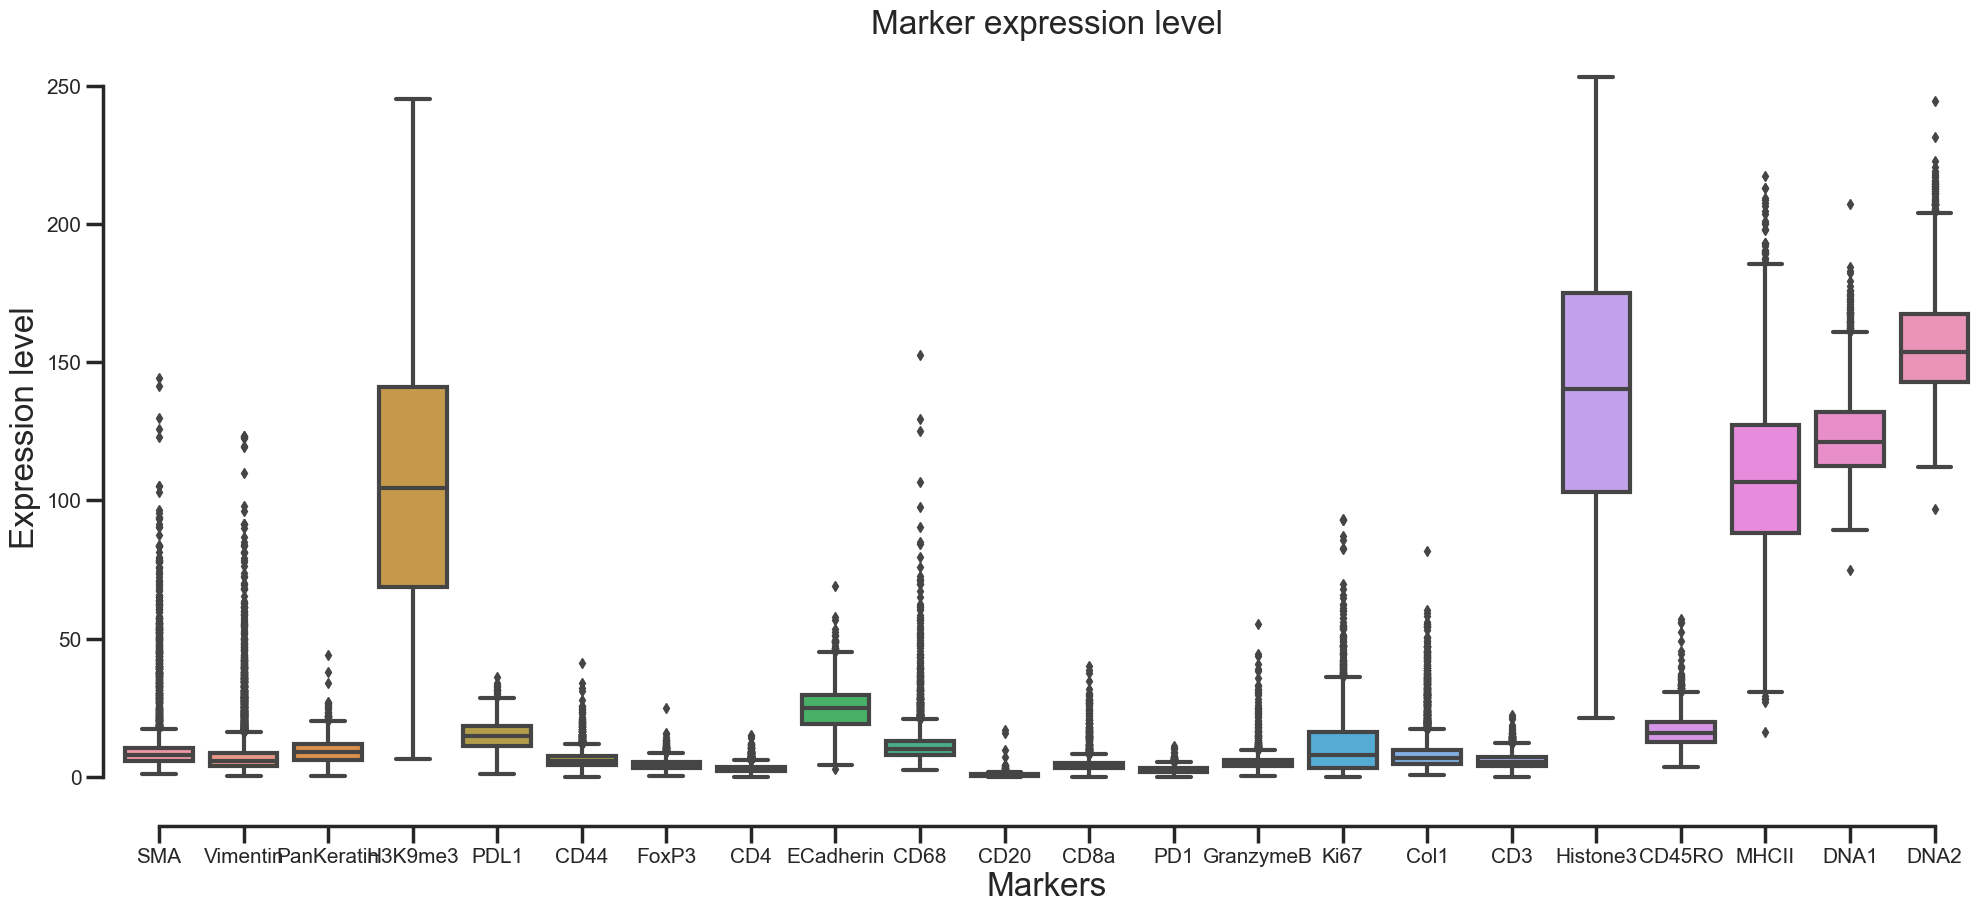 Marker expression level
Expression level
250
200
150
100
50
0
SMA Vimentin PanKeratin H3K9me3 PDL1 CD44 FoxP3 CD4 ECadherin CD68 CD20 CD8a PD1 GranzymeB Ki67 Col1 CD3 Histone3 CD45RO MHCII DNA1 DNA2
Markers